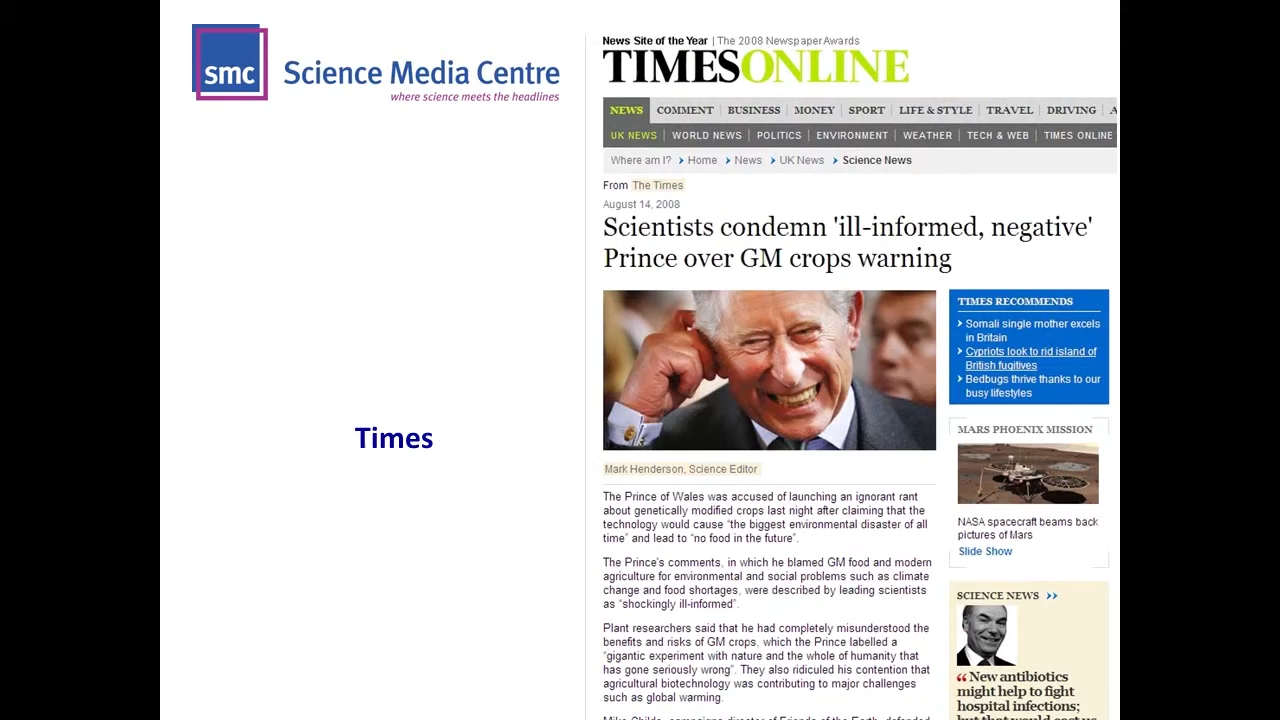 smc
Science Media Centre
where science meets the headlines
Times
News Site of the Year | The 2008 Newspaper Awards
TIMESONLINE
NEWS COMMENT BUSINESS MONEY SPORT LIFE & STYLE TRAVEL DRIVING A
UK NEWS WORLD NEWS POLITICS ENVIRONMENT WEATHER TECH & WEB TIMES ONLINE
Where am I? Home News UK News Science News
From The Times
August 14, 2008
Scientists condemn 'ill-informed, negative'
Prince over GM crops warning
Mark Henderson, Science Editor
The Prince of Wales was accused of launching an ignorant rant
about genetically modified crops last night after claiming that the
technology would cause “the biggest environmental disaster of all
time” and lead to “no food in the future”.
The Prince's comments, in which he blamed GM food and modern
agriculture for environmental and social problems such as climate
change and food shortages, were described by leading scientists
as “shockingly ill-informed”.
Plant researchers said that he had completely misunderstood the
benefits and risks of GM crops, which the Prince labelled a
“gigantic experiment with nature and the whole of humanity that
has gone seriously wrong”. They also ridiculed his contention that
agricultural biotechnology was contributing to major challenges
such as global warming.
TIMES RECOMMENDS
Somali single mother excels
in Britain
Cypriots look to rid island of
British fugitives
Bedbugs thrive thanks to our
busy lifestyles
MARS PHOENIX MISSION
NASA spacecraft beams back
pictures of Mars
Slide Show
SCIENCE NEWS
“ New antibiotics
might help to fight
hospital infections;